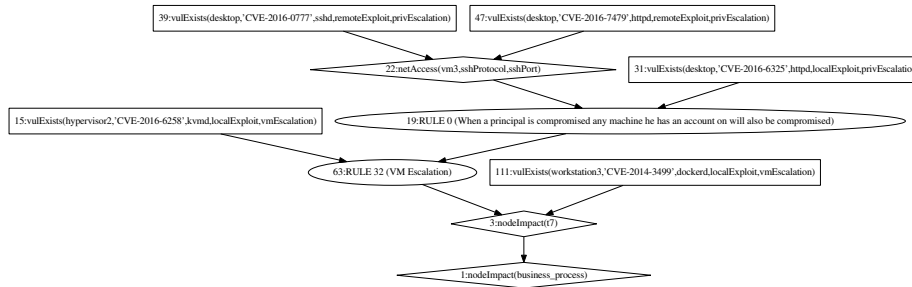 39:vulExists(desktop,'CVE-2016-0777',sshd,remoteExploit,privEscalation)
47:vulExists(desktop,'CVE-2016-7479',httpd,remoteExploit,privEscalation)
22:netAccess(vm3,sshProtocol,sshPort)
31:vulExists(desktop,'CVE-2016-6325',httpd,localExploit,privEscalatio
15:vulExists(hypervisor2,'CVE-2016-6258',kvmd,localExploit,vmEscalation)
19:RULE 0 (When a principal is compromised any machine he has an account on will also be compromised)
63:RULE 32 (VM Escalation)
111:vulExists(workstation3,'CVE-2014-3499',dockerd,localExploit,vmEscalation)
3:nodeImpact(t7)
1:nodeImpact(business_process)